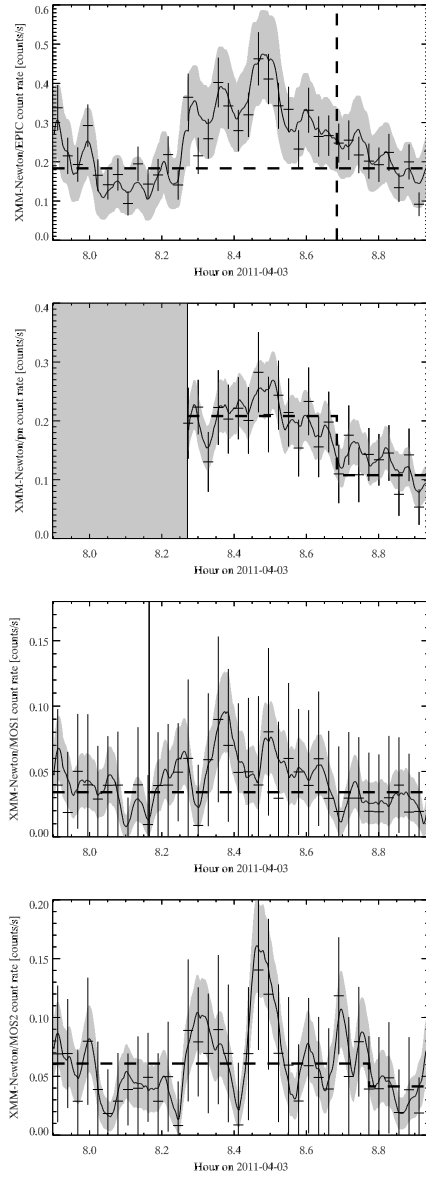 XMM-Newton/EPIC count rate [counts/s]
0.6
0.5
0.4
0.3
0.2
0.1
0.0
8.0 8.2 8.4 8.6 8.8
Hour on 2011-04-03
XMM-Newton/pn count rate [counts/s]
0.4
0.3
0.2
0.1
0.0
8.0 8.2 8.4 8.6 8.8
Hour on 2011-04-03
XMM-Newton/MOS1 count rate [counts/s]
0.15
0.10
0.05
0.00
8.0 8.2 8.4 8.6 8.8
Hour on 2011-04-03
XMM-Newton/MOS2 count rate [counts/s]
0.20
0.15
0.10
0.05
0.00
8.0 8.2 8.4 8.6 8.8
Hour on 2011-04-03